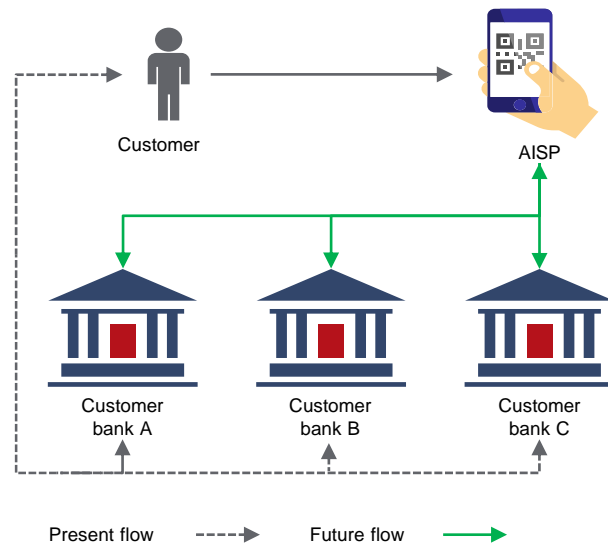 Customer
AISP
Customer
bank A
Customer
bank B
Customer
bank C
Present flow
Future flow